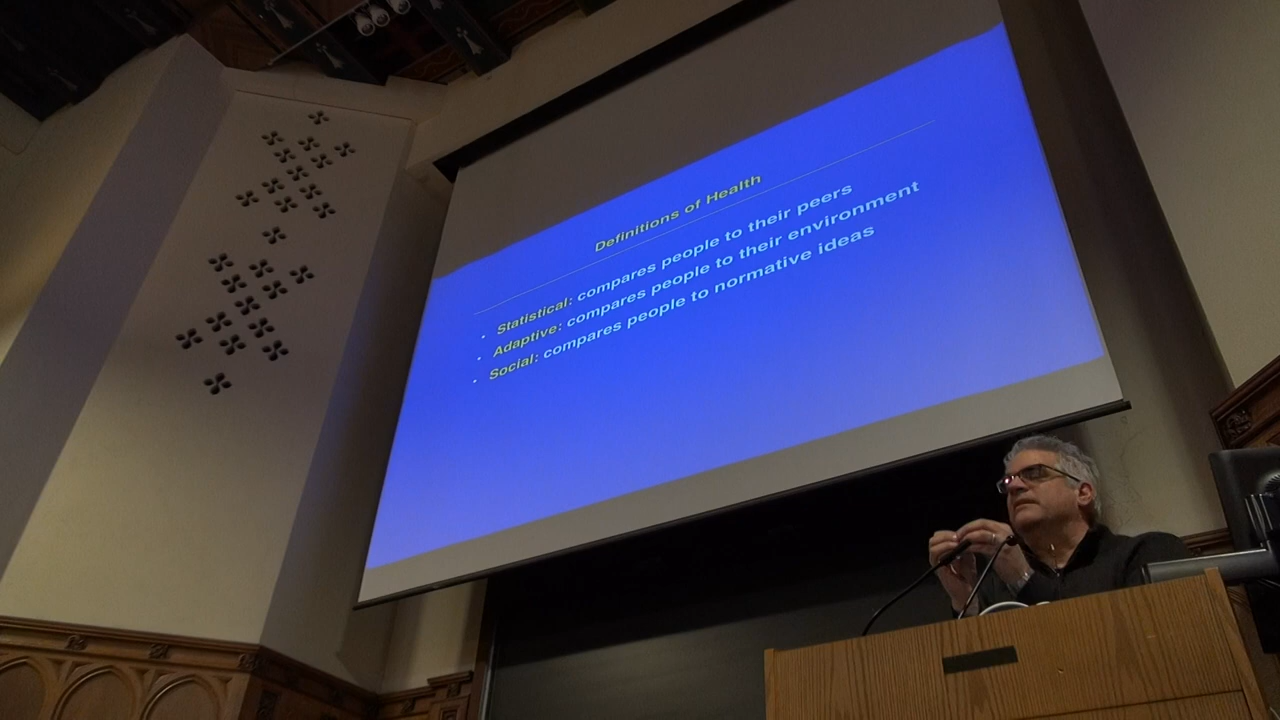 Definitions of Health
• Statistical: compares people to their peers
• Adaptive: compares people to their environment
• Social: compares people to normative ideas